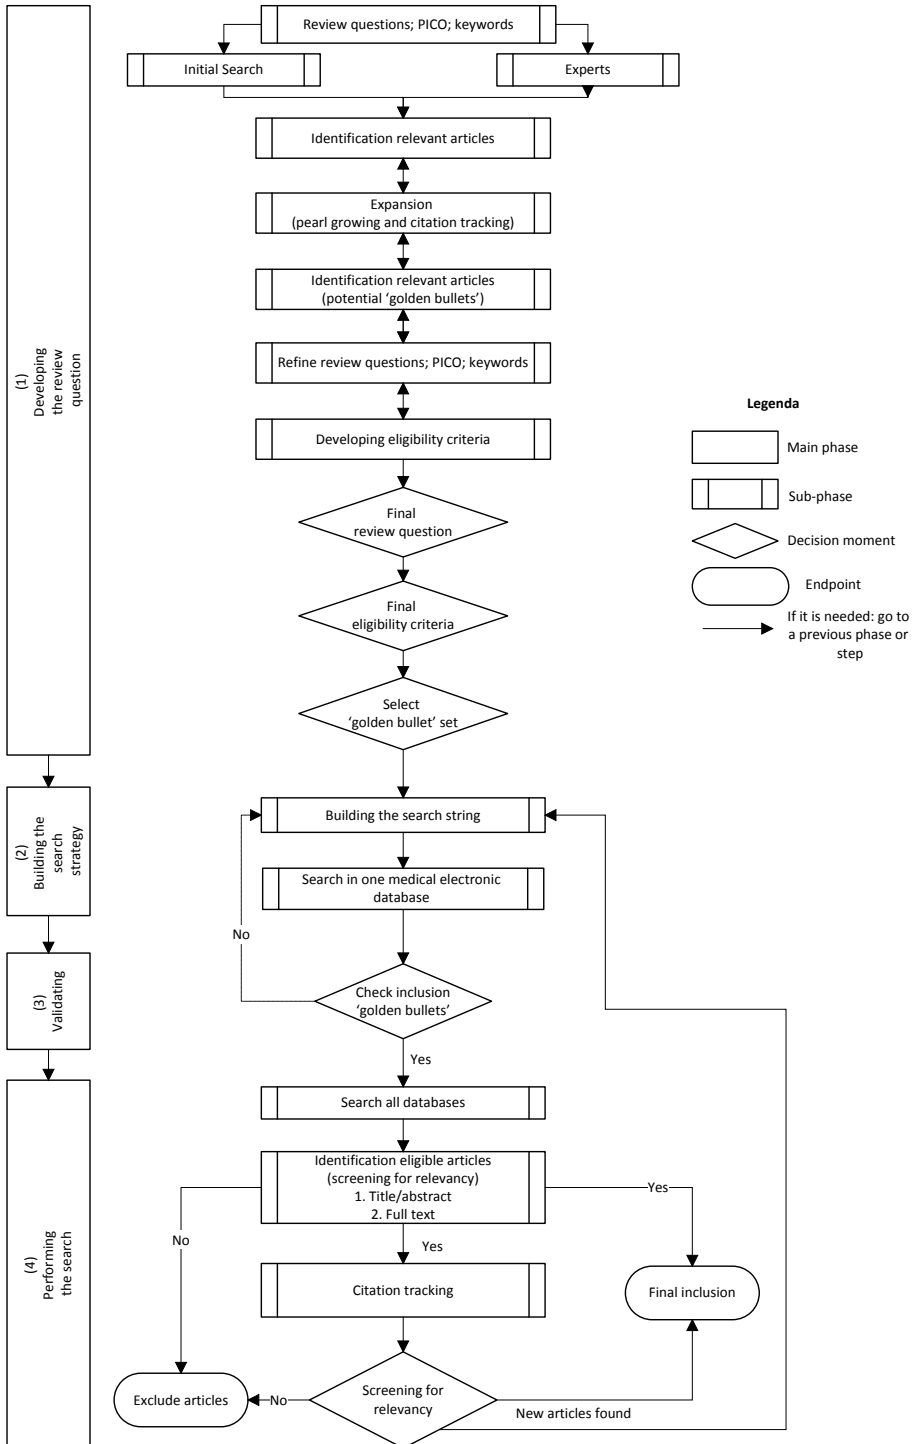 Review questions; PICO; keywords
Initial Search
Experts
Identification relevant articles
Expansion
(pearl growing and citation tracking)
Identification relevant articles
(potential ‘golden bullets’)
Refine review questions; PICO; keywords
Developing eligibility criteria
Final
review question
Final
eligibility criteria
Select
‘golden bullet’ set
(1)
Developing
the review
question
Legenda
Main phase
Sub-phase
Decision moment
Endpoint
If it is needed: go to
a previous phase or
step
(2)
Building the
search
strategy
Building the search string
Search in one medical electronic
database
No
(3)
Validating
Check inclusion
‘golden bullets’
Yes
(4)
Performing
the search
Search all databases
Identification eligible articles
(screening for relevancy)
1. Title/abstract
2. Full text
Yes
No
Yes
Citation tracking
Final inclusion
Exclude articles
No
Screening for
relevancy
New articles found